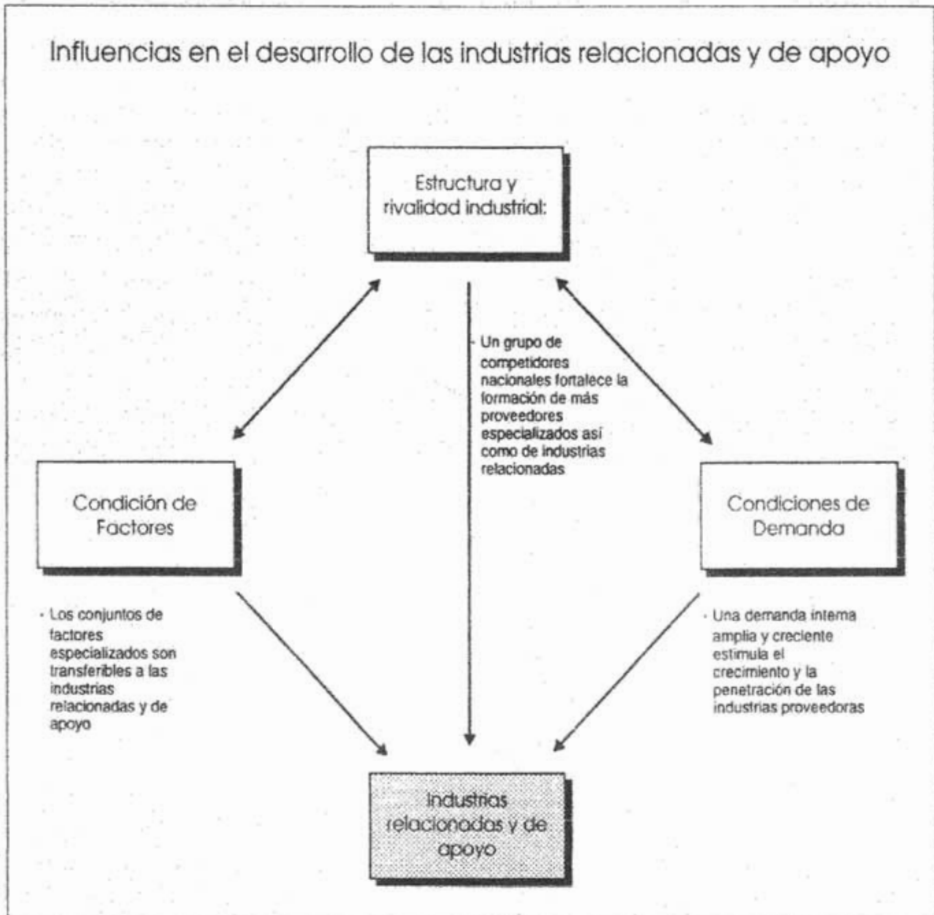 Influencias en el desarrollo de las industrias relacionadas y de apoyo
Estructura y
rivalidad industrial:
- Un grupo de
competidores
nacionales fortalece la
formación de más
proveedores
especializados así
como de industrias
relacionadas
Condición de
Factores
Condiciones de
Demanda
- Los conjuntos de
factores
especializados son
transferibles a las
industrias
relacionadas y de
apoyo
- Una demanda interna
amplia y creciente
estimula el
crecimiento y la
penetración de las
industrias proveedoras
Industrias
relacionadas y de
apoyo